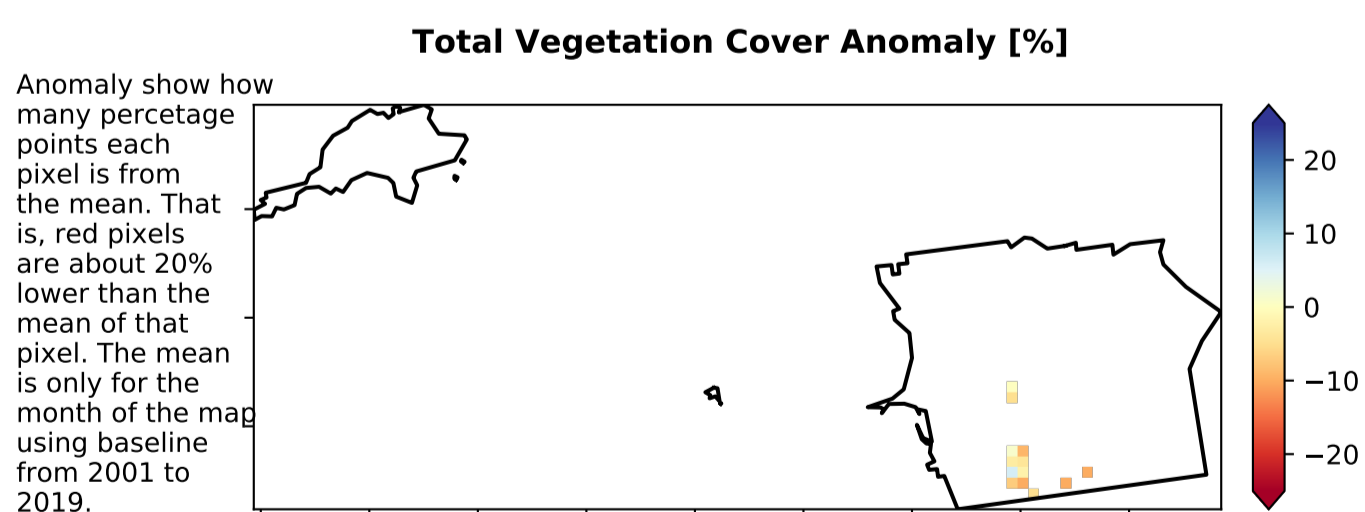 Total Vegetation Cover Anomaly [%]
Anomaly show how
many percetage
points each
pixel is from
the mean. That
is, red pixels
are about 20%
lower than the
mean of that
pixel. The mean
is only for the
month of the map
using baseline
from 2001 to
2019.
20
10
0
−10
−20